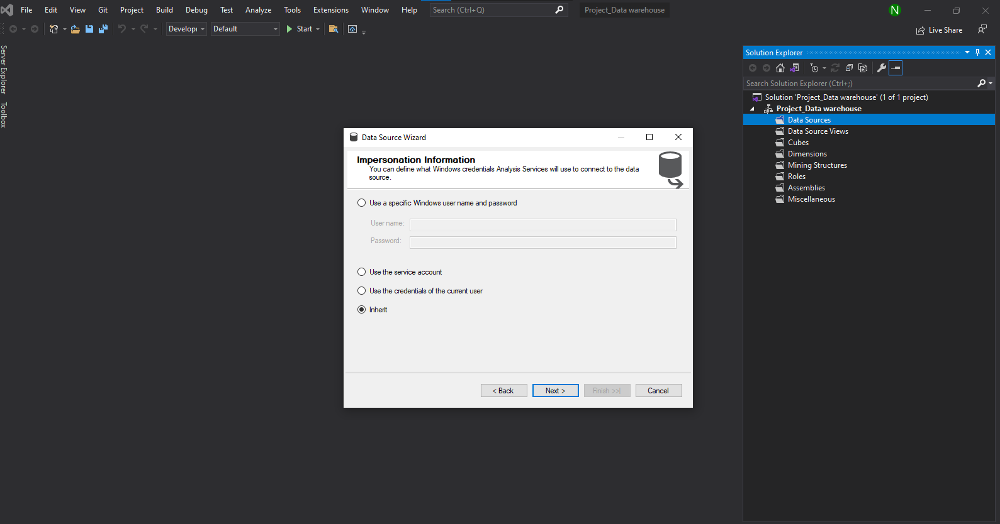 File Edit View Git Project Build Debug Test Analyze Tools Extensions Window Help Search (Ctrl+Q) Project_Data warehouse N
Develop Default Start Live Share
Server Explorer
Toolbox
Solution Explorer
Search Solution Explorer (Ctrl+;)
Solution 'Project_Data warehouse' (1 of 1 project)
Project_Data warehouse
Data Sources
Data Source Views
Cubes
Dimensions
Mining Structures
Roles
Assemblies
Miscellaneous
Data Source Wizard
Impersonation Information
You can define what Windows credentials Analysis Services will use to connect to the data
source.
Use a specific Windows user name and password
User name:
Password:
Use the service account
Use the credentials of the current user
Inherit
< Back Next > Finish >>| Cancel